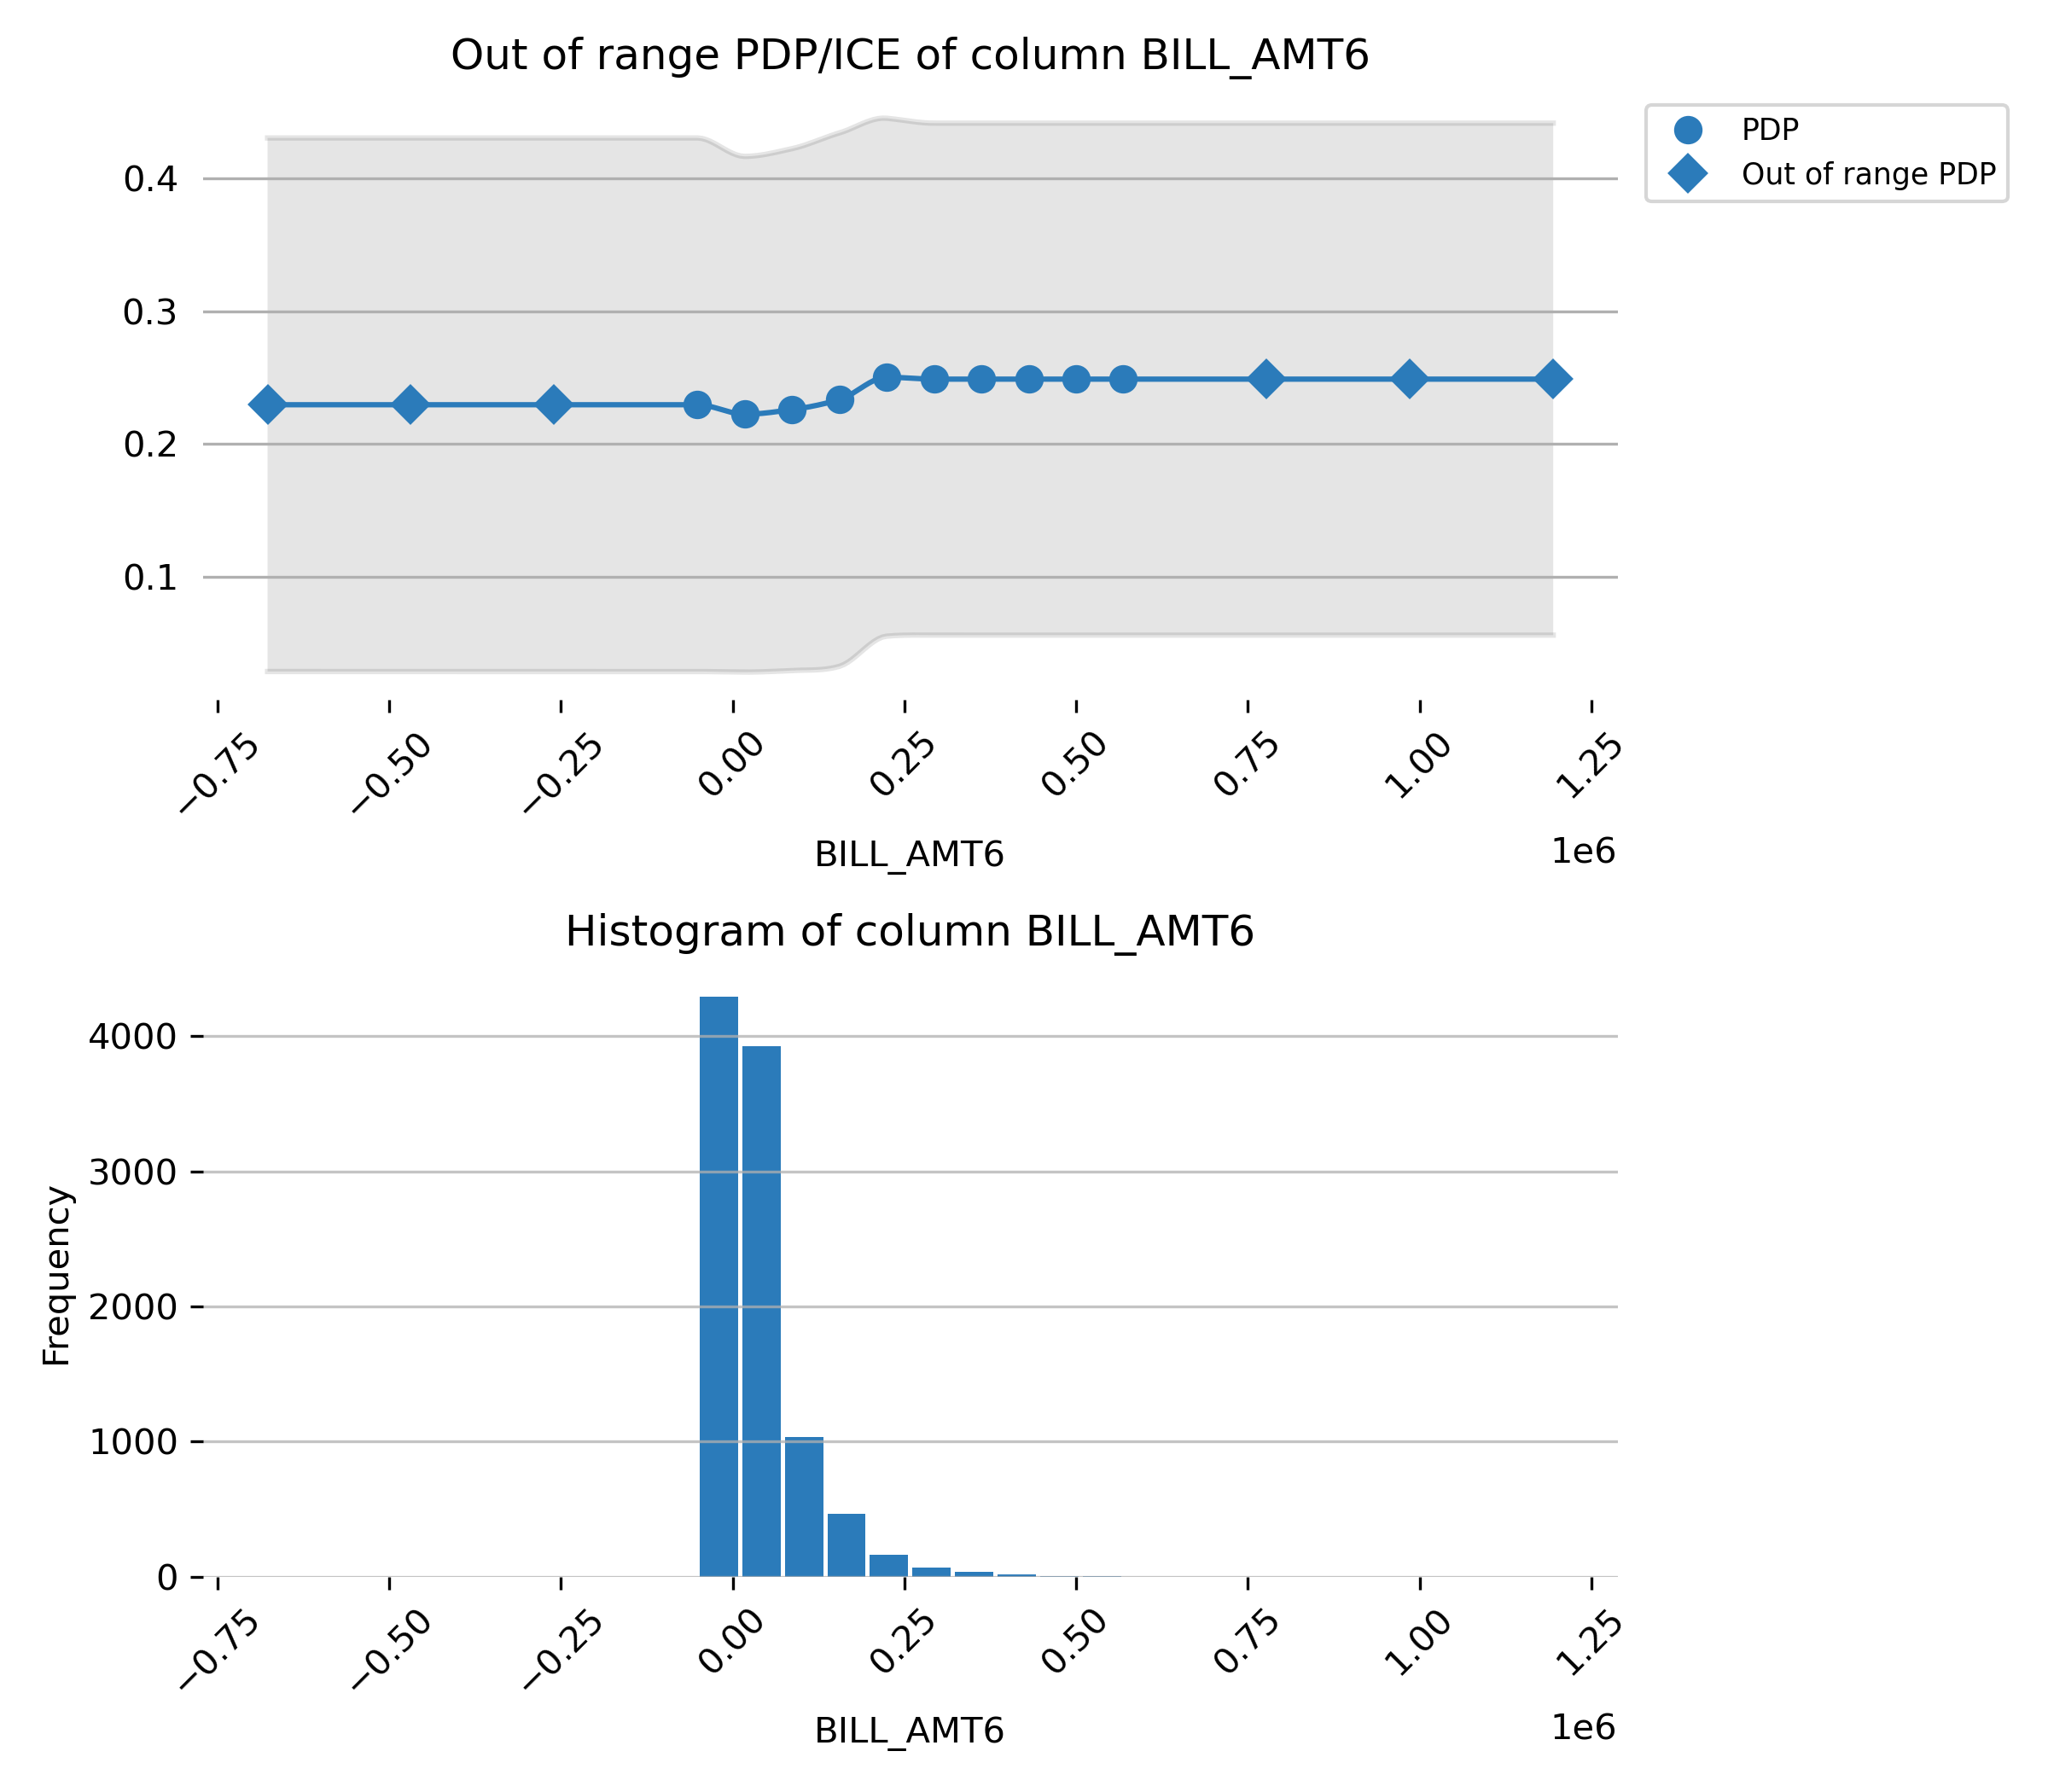 Out of range PDP/ICE of column BILL_AMT6
PDP
Out of range PDP
0.4
0.3
0.2
0.1
−0.75 −0.50 −0.25 0.00 0.25 0.50 0.75 1.00 1.25
BILL_AMT6
1e6
Histogram of column BILL_AMT6
Frequency
4000
3000
2000
1000
0
−0.75 −0.50 −0.25 0.00 0.25 0.50 0.75 1.00 1.25
BILL_AMT6
1e6